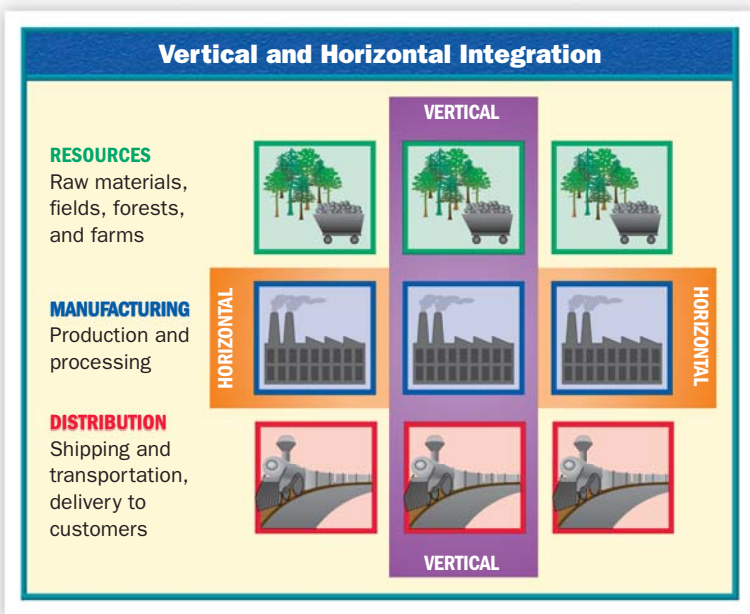 Vertical and Horizontal Integration
VERTICAL
RESOURCES
Raw materials,
fields, forests,
and farms
HORIZONTAL
MANUFACTURING
Production and
processing
HORIZONTAL
DISTRIBUTION
Shipping and
transportation,
delivery to
customers
VERTICAL